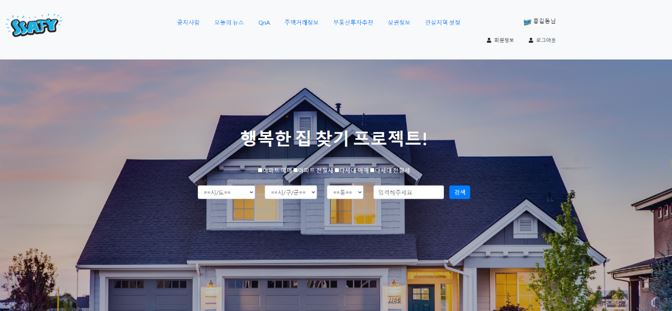 SSAFY
공지사항 오늘의 뉴스 QnA 주택거래정보 부동산투자추천 상권정보 관심지역 설정
홍길동님
회원정보 로그아웃
행복한 집 찾기 프로젝트!
아파트 매매 아파트 전월세 다세대 매매 다세대 전월세
==시/도== ==시/구/군== ==동== 입력해주세요 검색